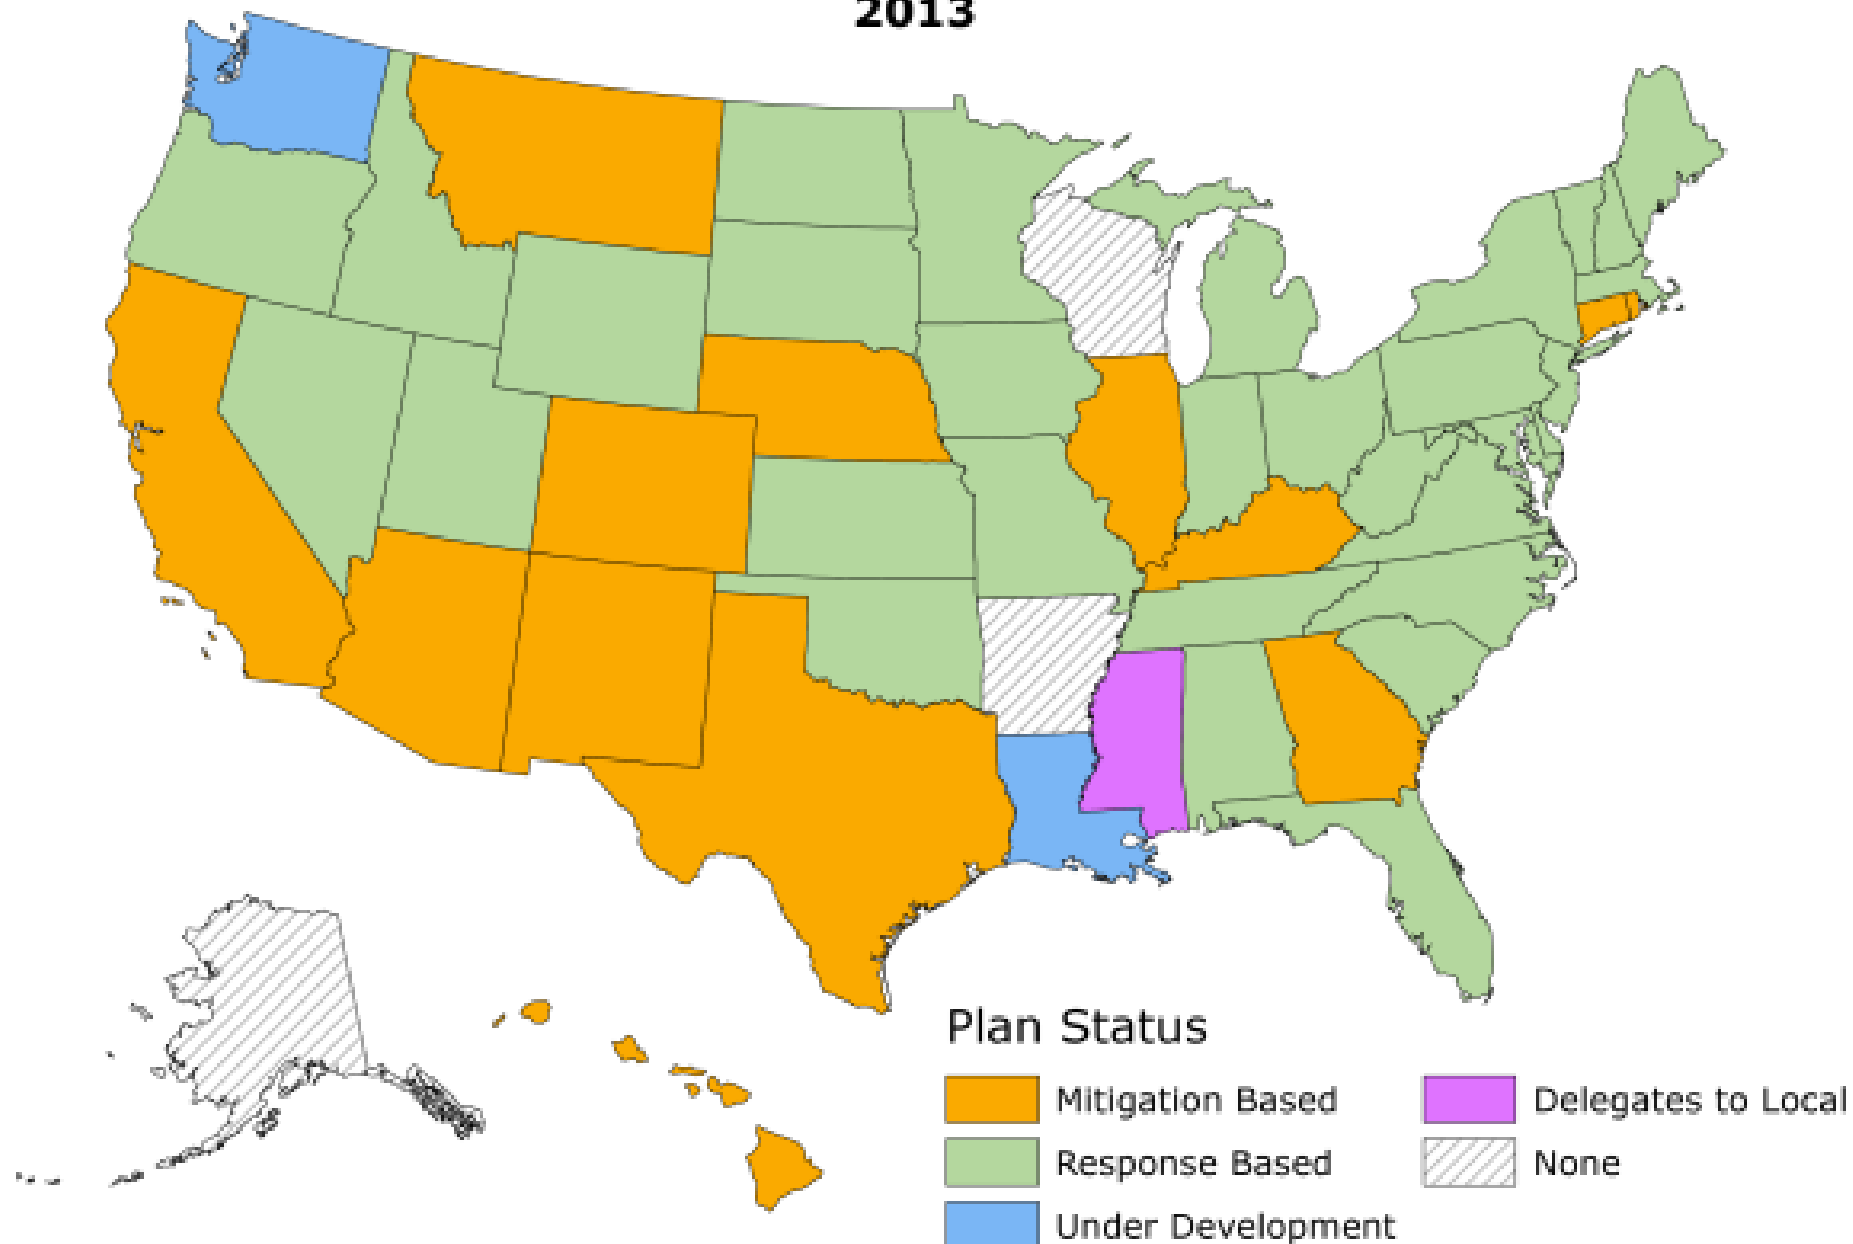 2013
Plan Status
Mitigation Based
Delegates to Local
Response Based
None
Under Development